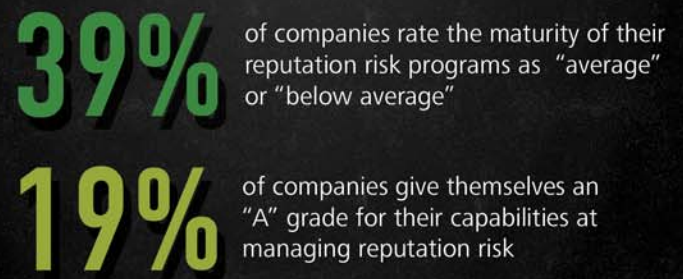 39%
of companies rate the maturity of their
reputation risk programs as “average”
or “below average”
19%
of companies give themselves an
“A” grade for their capabilities at
managing reputation risk